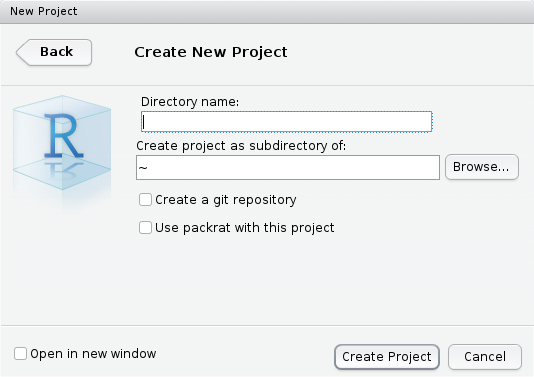 New Project
Back
Create New Project
R
Directory name:
Create project as subdirectory of:
~
Browse...
Create a git repository
Use packrat with this project
Open in new window
Create Project
Cancel